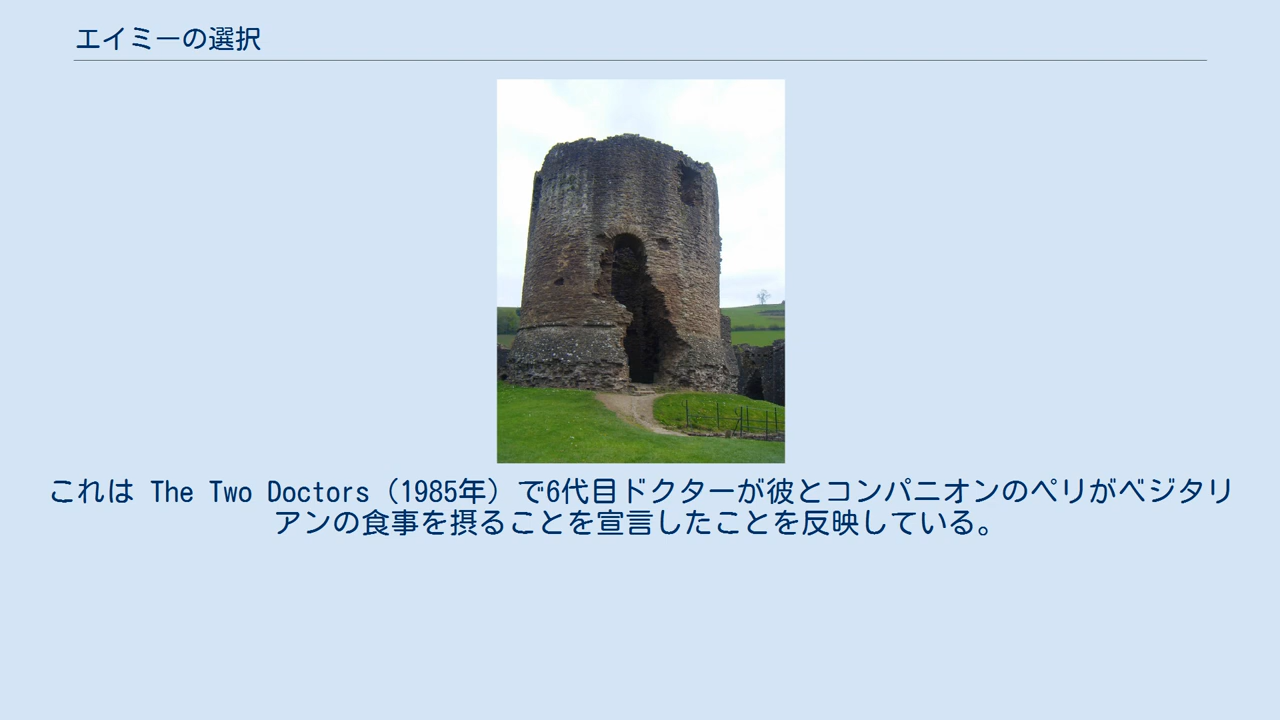 エイミーの選択
これは The Two Doctors（1985年）で6代目ドクターが彼とコンパニオンのペリがベジタリ
アンの食事を摂ることを宣言したことを反映している。